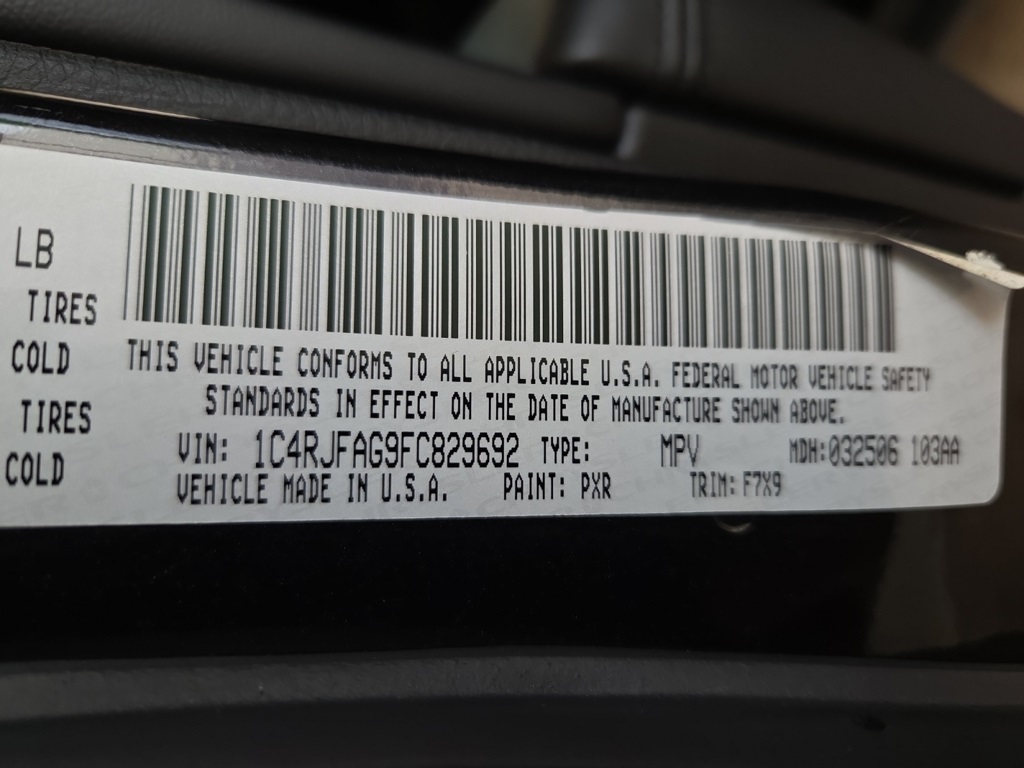 LB
TIRES
COLD
TIRES
COLD
THIS VEHICLE CONFORMS TO ALL APPLICABLE U.S.A. FEDERAL MOTOR VEHICLE SAFETY
STANDARDS IN EFFECT ON THE DATE OF MANUFACTURE SHOWN ABOVE.
VIN: 1C4RJFAG9FC829692 TYPE: MPV MDH:032506 103AA
VEHICLE MADE IN U.S.A. PAINT: PXR TRIM: F7X9